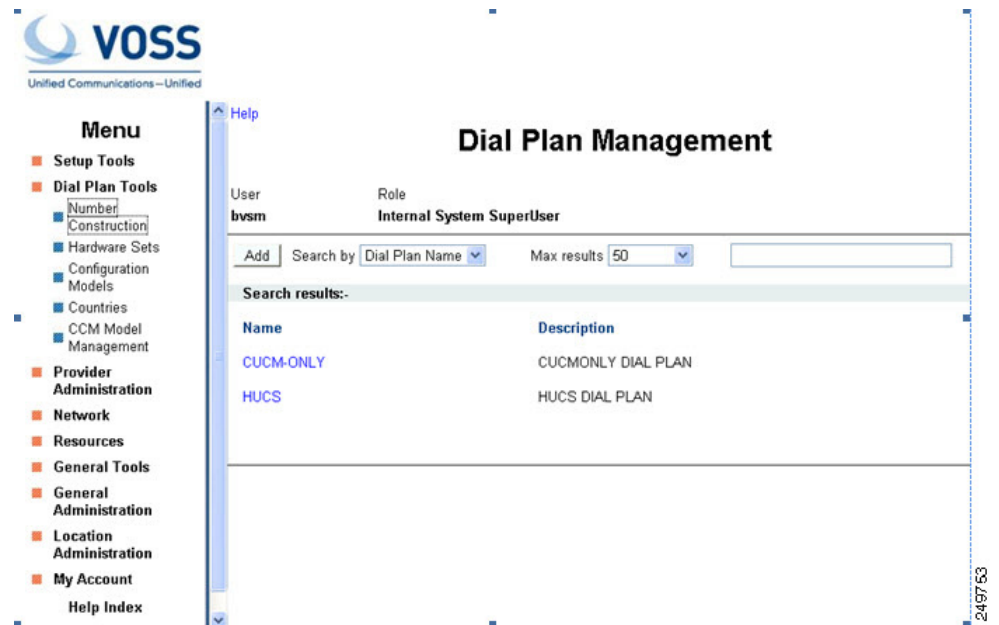 VOSS
Unified Communications—Unified
Menu
Setup Tools
Dial Plan Tools
Number
Construction
Hardware Sets
Configuration
Models
Countries
CCM Model
Management
Provider
Administration
Network
Resources
General Tools
General
Administration
Location
Administration
My Account
Help Index
Help
Dial Plan Management
User Role
bvsm Internal System SuperUser
Add Search by Dial Plan Name Max results 50
Search results:-
Name Description
CUCM-ONLY CUCMONLY DIAL PLAN
HUCS HUCS DIAL PLAN
249753